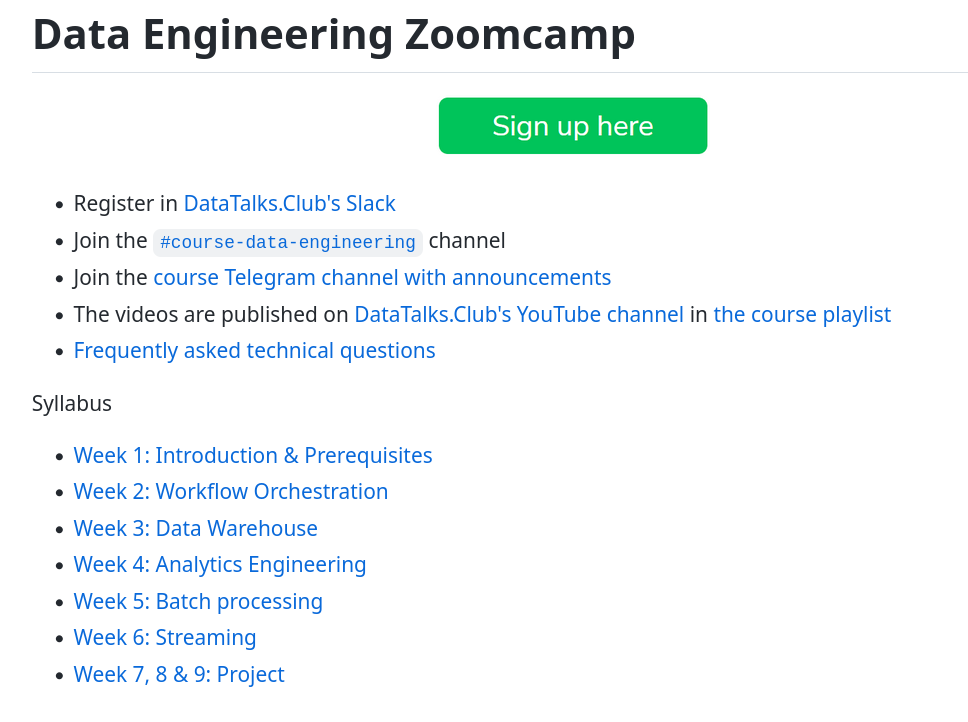 Data Engineering Zoomcamp
Sign up here
• Register in DataTalks.Club's Slack
• Join the #course-data-engineering channel
• Join the course Telegram channel with announcements
• The videos are published on DataTalks.Club's YouTube channel in the course playlist
• Frequently asked technical questions
Syllabus
• Week 1: Introduction & Prerequisites
• Week 2: Workflow Orchestration
• Week 3: Data Warehouse
• Week 4: Analytics Engineering
• Week 5: Batch processing
• Week 6: Streaming
• Week 7, 8 & 9: Project